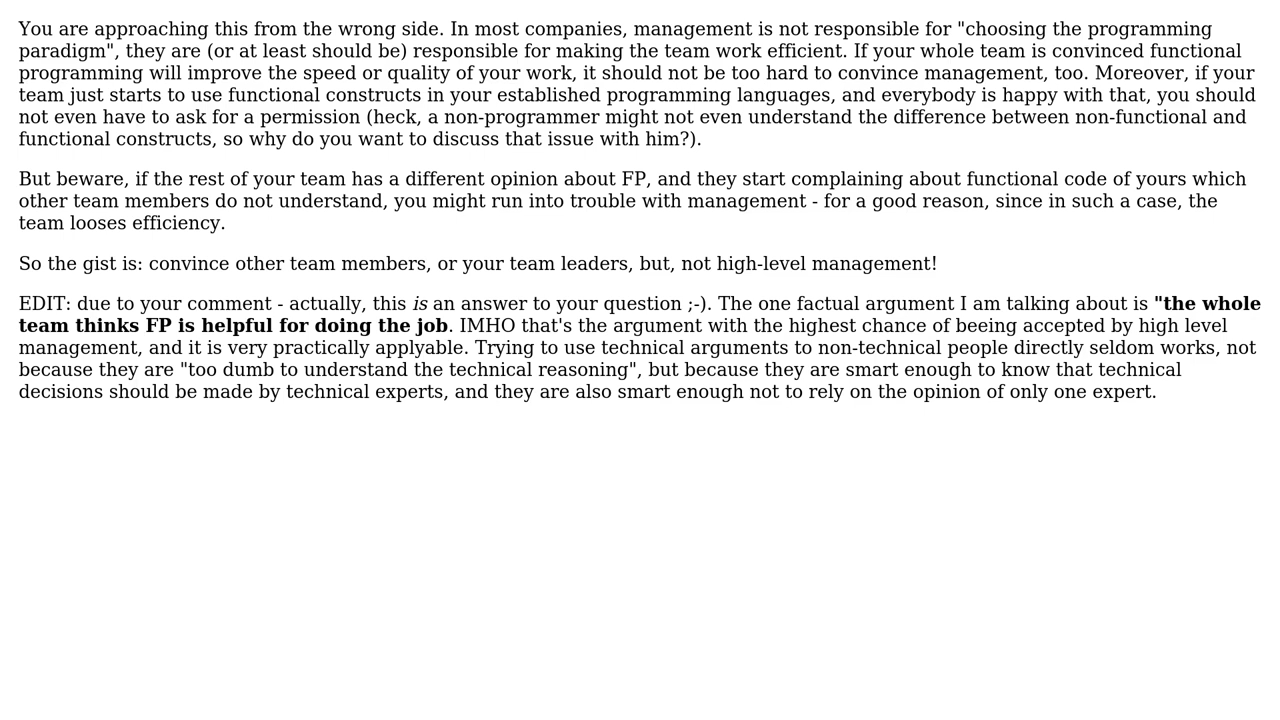 You are approaching this from the wrong side. In most companies, management is not responsible for "choosing the programming
paradigm", they are (or at least should be) responsible for making the team work efficient. If your whole team is convinced functional
programming will improve the speed or quality of your work, it should not be too hard to convince management, too. Moreover, if your
team just starts to use functional constructs in your established programming languages, and everybody is happy with that, you should
not even have to ask for a permission (heck, a non-programmer might not even understand the difference between non-functional and
functional constructs, so why do you want to discuss that issue with him?).
But beware, if the rest of your team has a different opinion about FP, and they start complaining about functional code of yours which
other team members do not understand, you might run into trouble with management - for a good reason, since in such a case, the
team looses efficiency.
So the gist is: convince other team members, or your team leaders, but, not high-level management!
EDIT: due to your comment - actually, this is an answer to your question ;-). The one factual argument I am talking about is "the whole
team thinks FP is helpful for doing the job. IMHO that's the argument with the highest chance of beeing accepted by high level
management, and it is very practically applyable. Trying to use technical arguments to non-technical people directly seldom works, not
because they are "too dumb to understand the technical reasoning", but because they are smart enough to know that technical
decisions should be made by technical experts, and they are also smart enough not to rely on the opinion of only one expert.